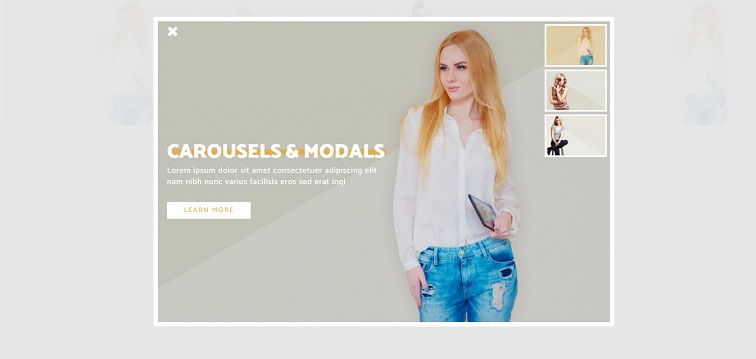 CAROUSELS & MODALS
Lorem ipsum dolor sit amet consectetuer adipiscing elit
nam nibh nunc varius facilisis eros sed erat inql
LEARN MORE